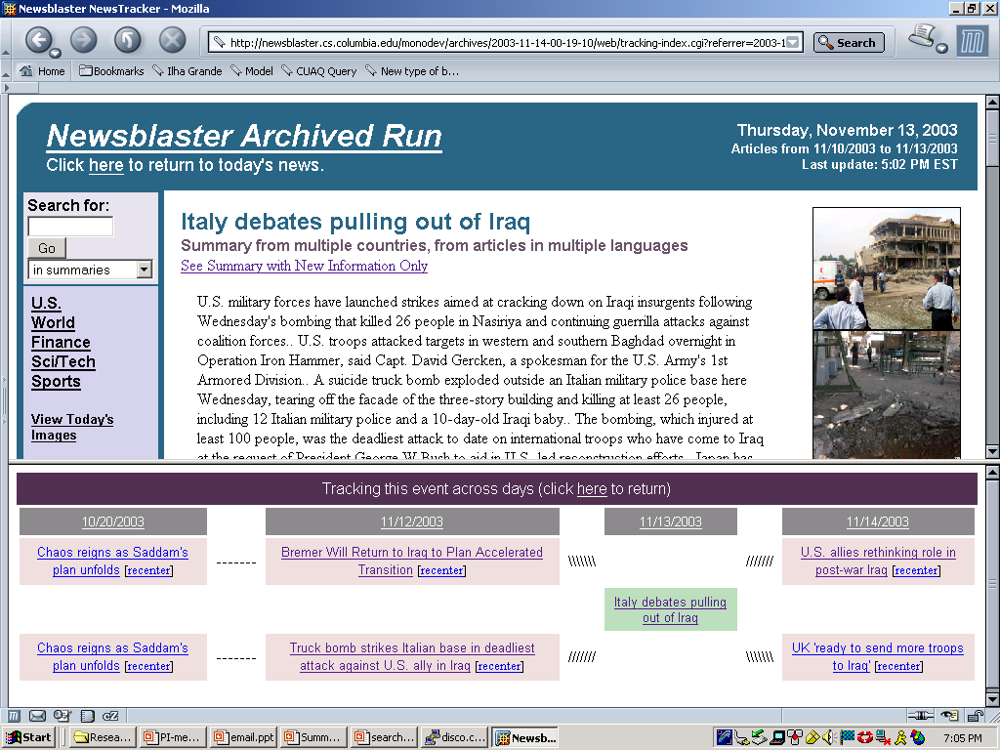 Newsblaster NewsTracker - Mozilla
http://newsblaster.cs.columbia.edu/monodev/archives/2003-11-14-00-19-10/web/tracking-index.cgi?referrer=2003-1
Search
Home Bookmarks Ilha Grande Model CUAQ Query New type of b...
Newsblaster Archived Run
Click here to return to today's news.
Thursday, November 13, 2003
Articles from 11/10/2003 to 11/13/2003
Last update: 5:02 PM EST
Search for:
Go
in summaries
U.S.
World
Finance
Sci/Tech
Sports
View Today's
Images
Italy debates pulling out of Iraq
Summary from multiple countries, from articles in multiple languages
See Summary with New Information Only
U.S. military forces have launched strikes aimed at cracking down on Iraqi insurgents following
Wednesday's bombing that killed 26 people in Nasiriya and continuing guerrilla attacks against
coalition forces.. U.S. troops attacked targets in western and southern Baghdad overnight in
Operation Iron Hammer, said Capt. David Gercken, a spokesman for the U.S. Army's 1st
Armored Division.. A suicide truck bomb exploded outside an Italian military police base here
Wednesday, tearing off the facade of the three-story building and killing at least 26 people,
including 12 Italian military police and a 10-day-old Iraqi baby.. The bombing, which injured at
least 100 people, was the deadliest attack to date on international troops who have come to Iraq
at the request of President George W Bush to aid in U.S.-led reconstruction efforts.. Japan has
Tracking this event across days (click here to return)
10/20/2003 11/12/2003 11/13/2003 11/14/2003
Chaos reigns as Saddam's
plan unfolds [recenter]
-------
Bremer Will Return to Iraq to Plan Accelerated
Transition [recenter]
\\\\\\\
///////
U.S. allies rethinking role in
post-war Iraq [recenter]
Italy debates pulling
out of Iraq
Chaos reigns as Saddam's
plan unfolds [recenter]
-------
Truck bomb strikes Italian base in deadliest
attack against U.S. ally in Iraq [recenter]
///////
\\\\\\\
UK 'ready to send more troops
to Iraq' [recenter]
Start Resea... PI-me... email.ppt Summ... search... disco.c... Newsb... 7:05 PM